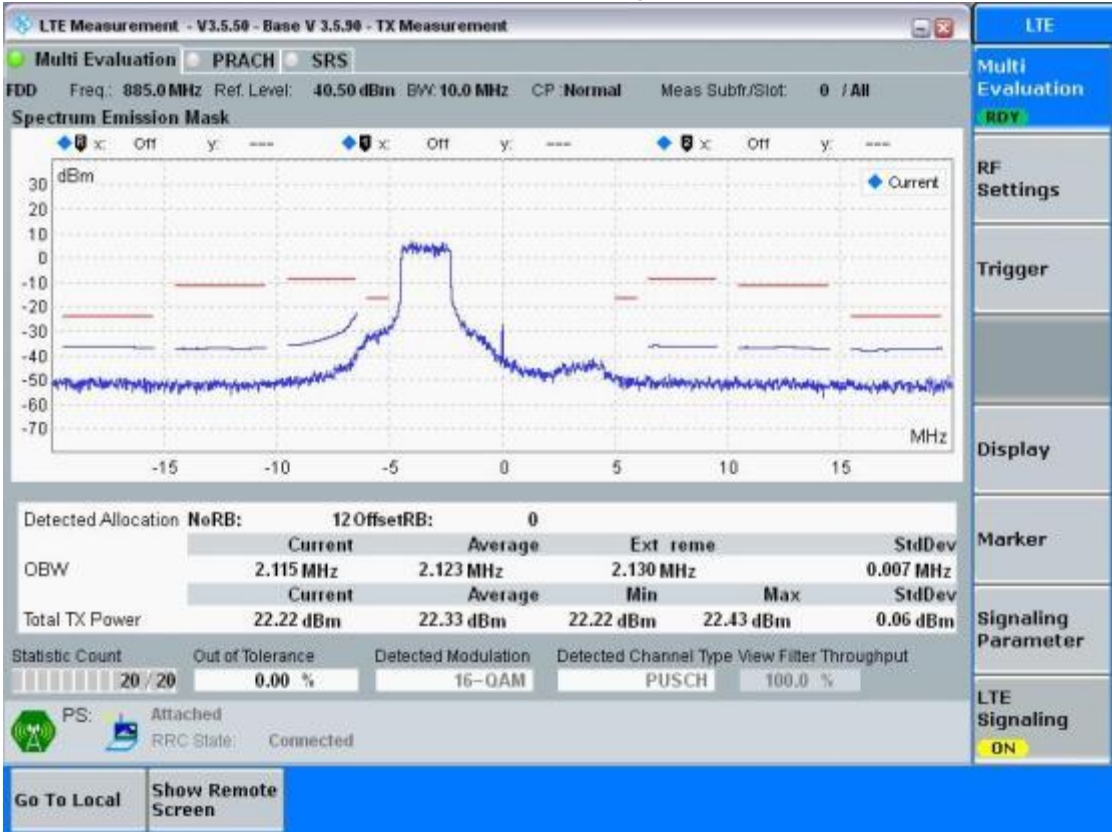 LTE Measurement - V3.5.50 - Base V 3.5.90 - TX Measurement
LTE
Multi Evaluation PRACH SRS
FDD Freq.: 885.0 MHz Ref. Level: 40.50 dBm BW: 10.0 MHz CP :Normal Meas Subfr./Slot: 0 / All
Spectrum Emission Mask
x: Off y: --- x: Off y: --- x: Off y: ---
dBm
Current
30
20
10
0
-10
-20
-30
-40
-50
-60
-70
MHz
-15 -10 -5 0 5 10 15
Detected Allocation NoRB: 12 OffsetRB: 0
Current Average Ext reme StdDev
OBW 2.115 MHz 2.123 MHz 2.130 MHz 0.007 MHz
Current Average Min Max StdDev
Total TX Power 22.22 dBm 22.33 dBm 22.22 dBm 22.43 dBm 0.06 dBm
Statistic Count Out of Tolerance Detected Modulation Detected Channel Type View Filter Throughput
20 / 20 0.00 % 16-QAM PUSCH 100.0 %
PS: Attached
RRC State: Connected
Multi
Evaluation
RDY
RF
Settings
Trigger
Display
Marker
Signaling
Parameter
LTE
Signaling
ON
Go To Local
Show Remote
Screen